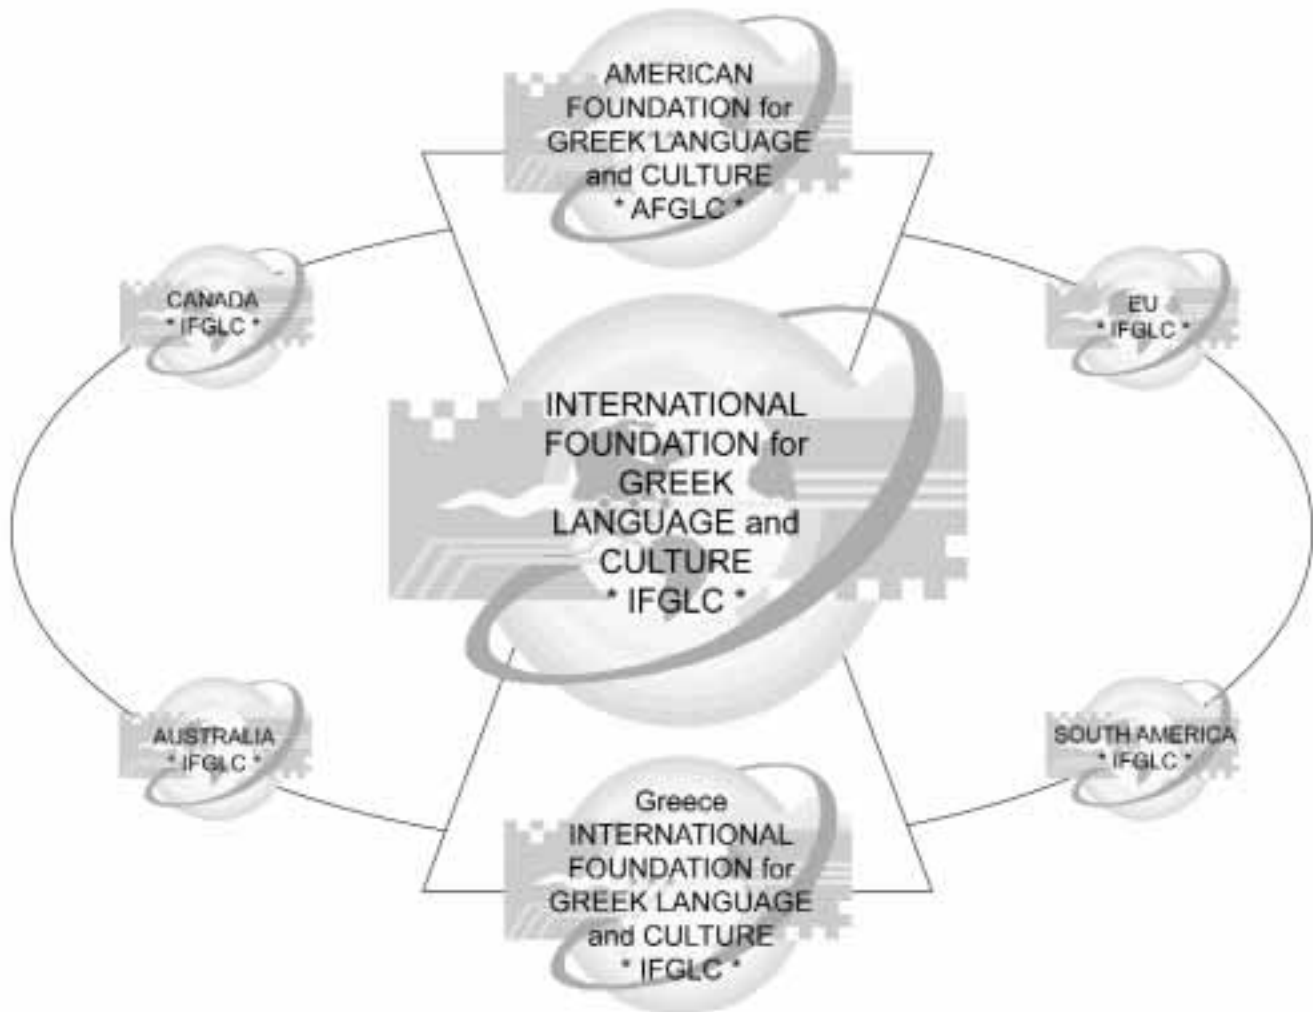 AMERICAN
FOUNDATION for
GREEK LANGUAGE
and CULTURE
* AFGLC *
CANADA
* IFGLC *
EU
* IFGLC *
INTERNATIONAL
FOUNDATION for
GREEK
LANGUAGE and
CULTURE
* IFGLC *
AUSTRALIA
* IFGLC *
SOUTH AMERICA
* IFGLC *
Greece
INTERNATIONAL
FOUNDATION for
GREEK LANGUAGE
and CULTURE
* IFGLC *